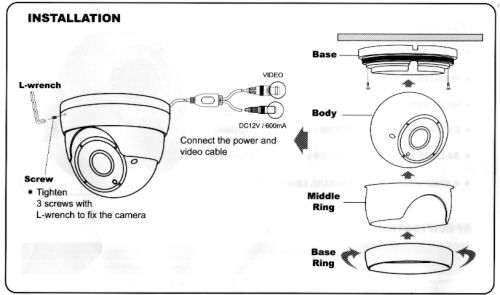 INSTALLATION
L-wrench
VIDEO
DC12V / 600mA
Connect the power and
video cable
Screw
* Tighten
3 screws with
L-wrench to fix the camera
Base
Body
Middle
Ring
Base
Ring